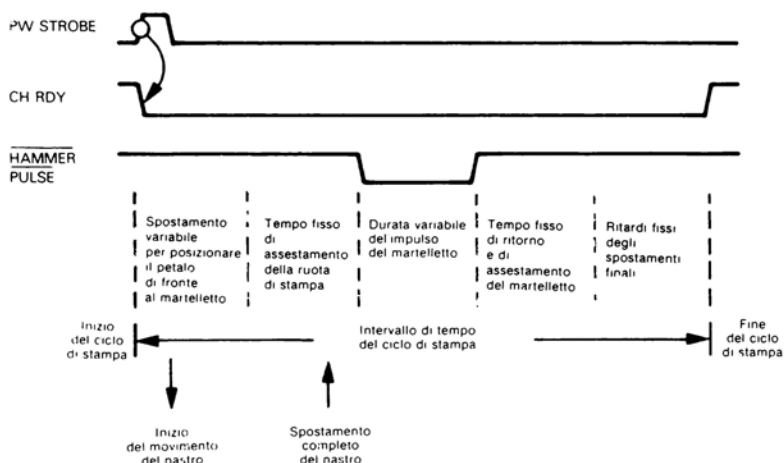 PW STROBE
CH RDY
HAMMER
PULSE
Spostamento
variabile
per posizionare
il petalo
di fronte
al martelletto
Tempo fisso
di
assestamento
della ruota
di stampa
Durata variabile
del impulso
del martelletto
Tempo fisso
di ritorno
e di
assestamento
del martelletto
Ritardi fissi
degli
spostamenti
finali
Inizio
del ciclo
di stampa
Intervallo di tempo
del ciclo di stampa
Fine
del ciclo
di stampa
Inizio
del movimento
del nastro
Spostamento
completo
del nastro